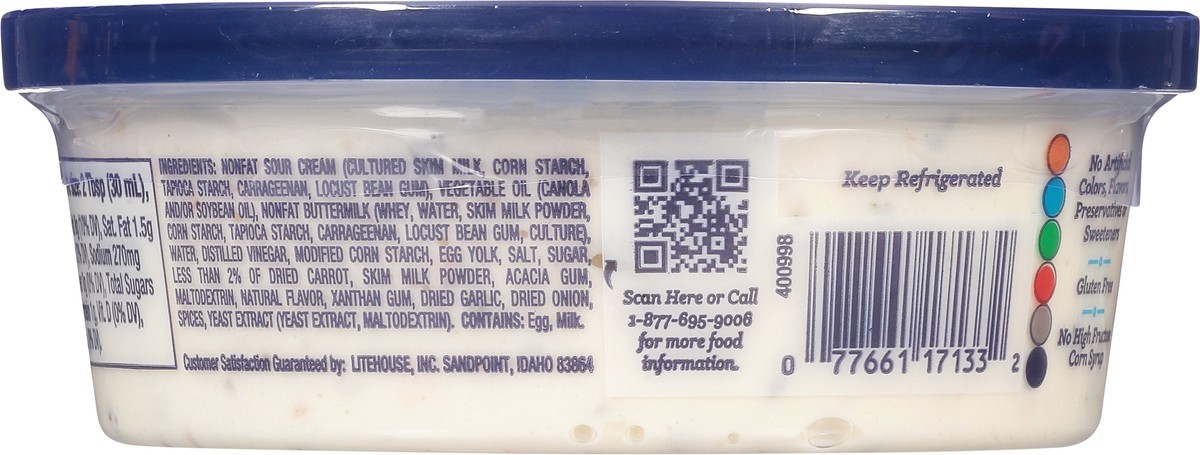 2 Tbsp (30 mL),
Sat. Fat 1.5g
Sodium 270mg
Total Sugars
Vit. D (0% DV),
INGREDIENTS: NONFAT SOUR CREAM (CULTURED SKIM MILK, CORN STARCH,
TAPIOCA STARCH, CARRAGEENAN, LOCUST BEAN GUM), VEGETABLE OIL (CANOLA
AND/OR SOYBEAN OIL), NONFAT BUTTERMILK (WHEY, WATER, SKIM MILK POWDER,
CORN STARCH, TAPIOCA STARCH, CARRAGEENAN, LOCUST BEAN GUM, CULTURE),
WATER, DISTILLED VINEGAR, MODIFIED CORN STARCH, EGG YOLK, SALT, SUGAR,
LESS THAN 2% OF DRIED CARROT, SKIM MILK POWDER, ACACIA GUM,
MALTODEXTRIN, NATURAL FLAVOR, XANTHAN GUM, DRIED GARLIC, DRIED ONION,
SPICES, YEAST EXTRACT (YEAST EXTRACT, MALTODEXTRIN). CONTAINS: Egg, Milk.
Customer Satisfaction Guaranteed by: LITEHOUSE, INC. SANDPOINT, IDAHO 83864
Scan Here or Call
1-877-695-9006
for more food
information.
Keep Refrigerated
400998
0 77661 17133 2
No Artificial
Colors, Flavors,
Preservatives or
Sweeteners
Gluten Free
No High Fructose
Corn Syrup